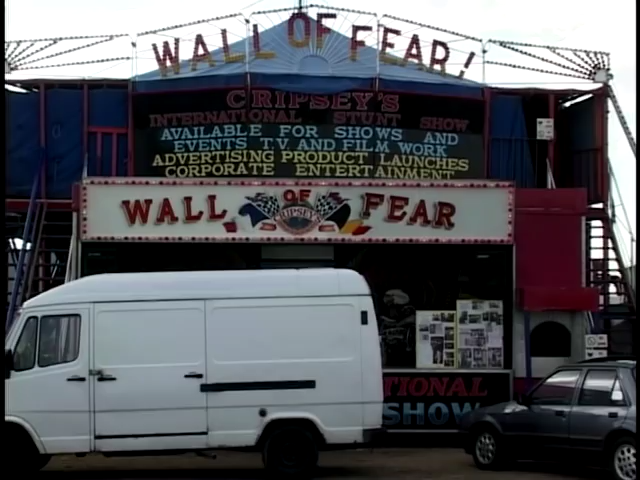 WALL OF FEAR!
CRIPSEY'S
INTERNATIONAL STUNT SHOW
AVAILABLE FOR SHOWS AND
EVENTS T.V AND FILM WORK
ADVERTISING PRODUCT LAUNCHES
CORPORATE ENTERTAINMENT
WALL OF FEAR
TIONAL
SHOW